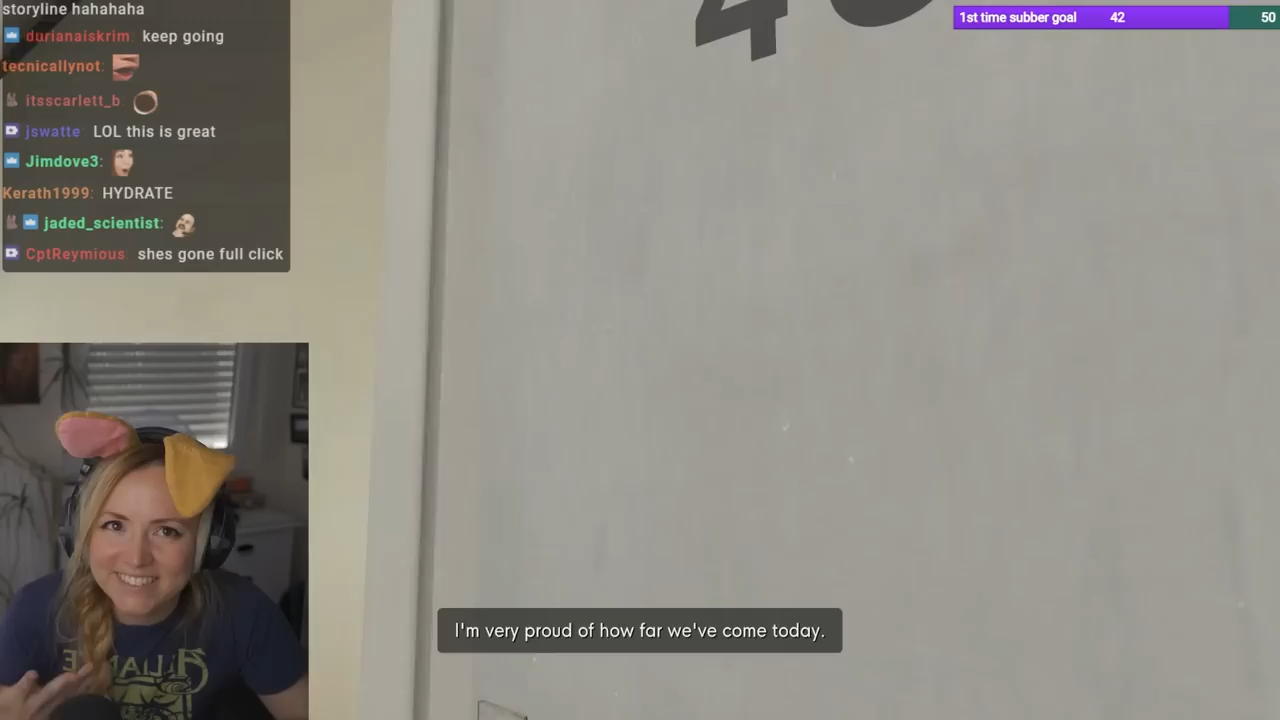 storyline hahahaha
durianaiskrim: keep going
tecnicallynot:
itsscarlett_b
jswatte LOL this is great
Jimdove3:
Kerath1999: HYDRATE
jaded_scientist:
CptReymious shes gone full click
1st time subber goal 42 50
I'm very proud of how far we've come today.
ALLIANCE